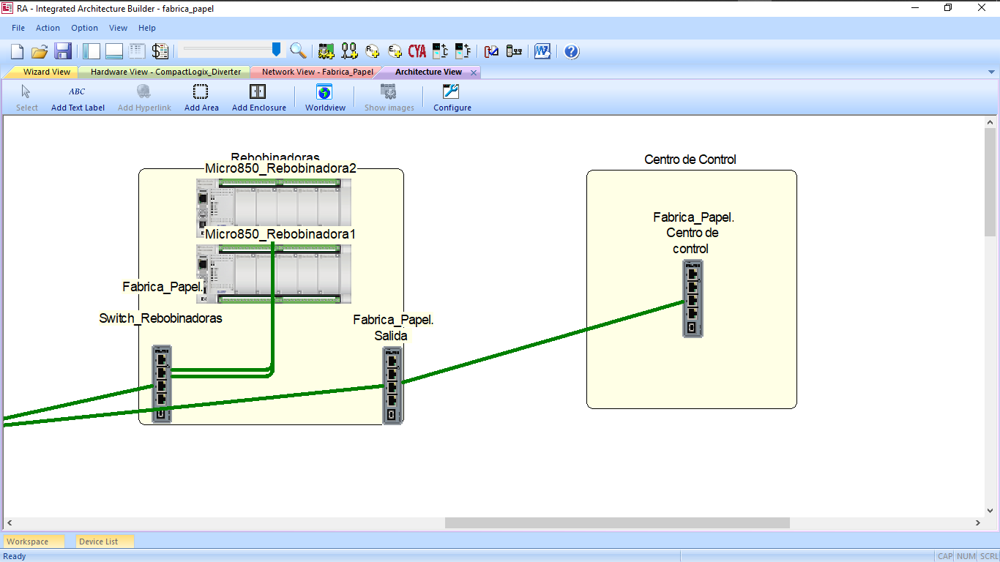 RA - Integrated Architecture Builder - fabrica_papel
File Action Option View Help
CYA
Wizard View Hardware View - CompactLogix_Diverter Network View - Fabrica_Papel Architecture View
ABC
Select Add Text Label Add Hyperlink Add Area Add Enclosure Worldview Show images Configure
Rebobinadoras
Micro850_Rebobinadora2
Micro850_Rebobinadora1
Fabrica_Papel.
Switch_Rebobinadoras
Fabrica_Papel.
Salida
Centro de Control
Fabrica_Papel.
Centro de
control
Workspace Device List
Ready CAP NUM SCRL